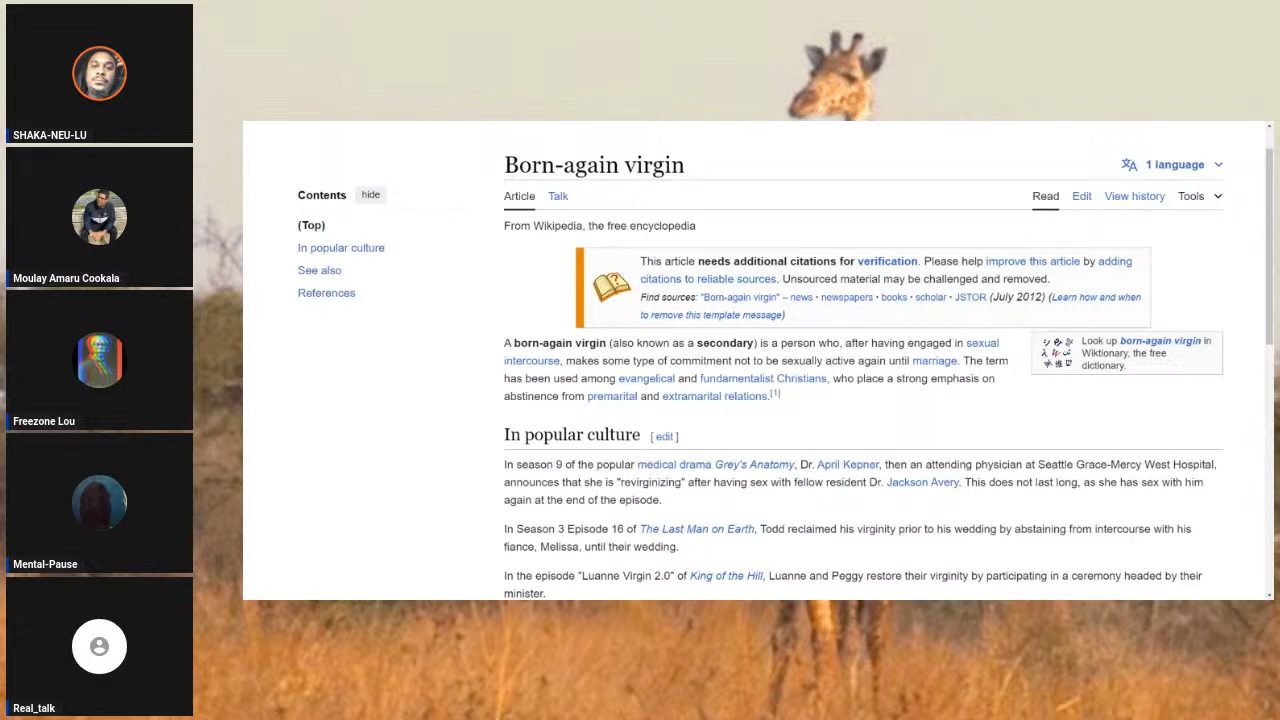 SHAKA-NEU-LU
Moulay Amaru Cookala
Freezone Lou
Mental-Pause
Real_talk
Contents hide
(Top)
In popular culture
See also
References
Born-again virgin
1 language
Article Talk
Read Edit View history Tools
From Wikipedia, the free encyclopedia
This article needs additional citations for verification. Please help improve this article by adding
citations to reliable sources. Unsourced material may be challenged and removed.
Find sources: "Born-again virgin" – news · newspapers · books · scholar · JSTOR (July 2012) (Learn how and when
to remove this template message)
A born-again virgin (also known as a secondary) is a person who, after having engaged in sexual
intercourse, makes some type of commitment not to be sexually active again until marriage. The term
has been used among evangelical and fundamentalist Christians, who place a strong emphasis on
abstinence from premarital and extramarital relations.[1]
Look up born-again virgin in
Wiktionary, the free
dictionary.
In popular culture [ edit ]
In season 9 of the popular medical drama Grey's Anatomy, Dr. April Kepner, then an attending physician at Seattle Grace-Mercy West Hospital,
announces that she is "revirginizing" after having sex with fellow resident Dr. Jackson Avery. This does not last long, as she has sex with him
again at the end of the episode.
In Season 3 Episode 16 of The Last Man on Earth, Todd reclaimed his virginity prior to his wedding by abstaining from intercourse with his
fiance, Melissa, until their wedding.
In the episode "Luanne Virgin 2.0" of King of the Hill, Luanne and Peggy restore their virginity by participating in a ceremony headed by their
minister.